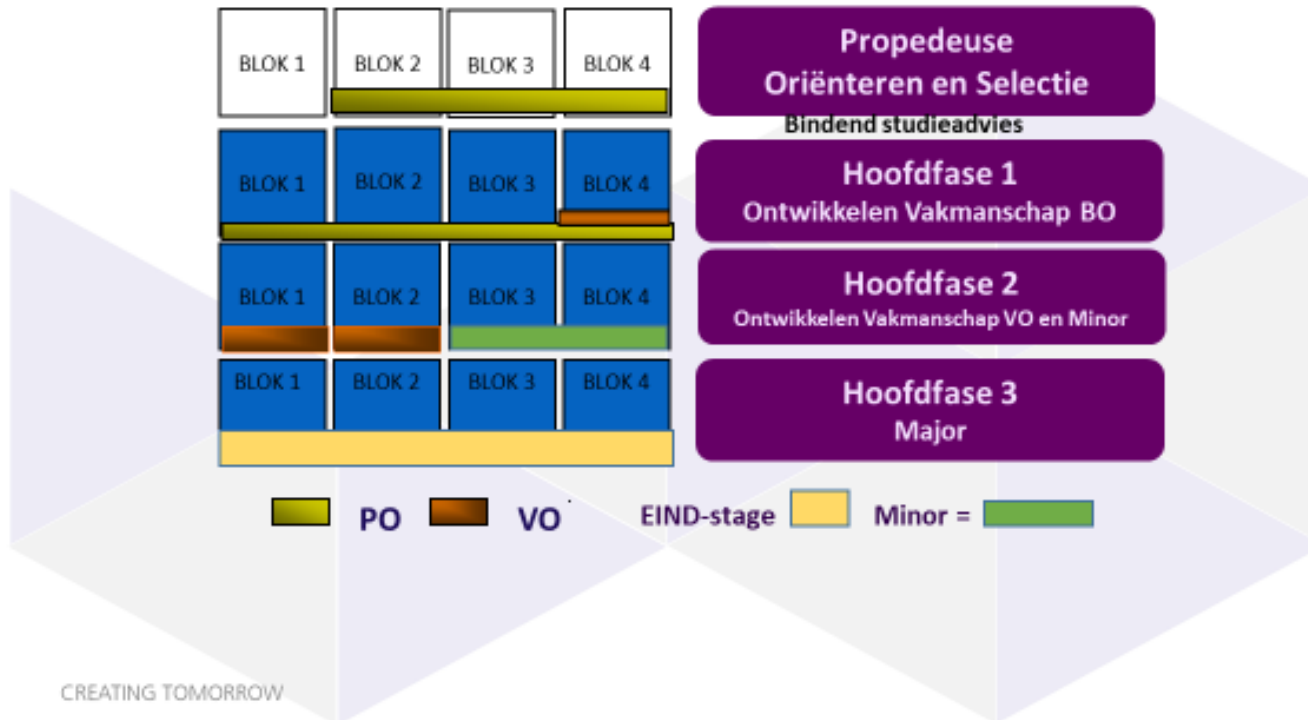 BLOK 1 BLOK 2 BLOK 3 BLOK 4
Propedeuse
Oriënteren en Selectie
Bindend studieadvies
BLOK 1 BLOK 2 BLOK 3 BLOK 4
Hoofdfase 1
Ontwikkelen Vakmanschap BO
BLOK 1 BLOK 2 BLOK 3 BLOK 4
Hoofdfase 2
Ontwikkelen Vakmanschap VO en Minor
BLOK 1 BLOK 2 BLOK 3 BLOK 4
Hoofdfase 3
Major
PO VO EIND-stage Minor =
CREATING TOMORROW